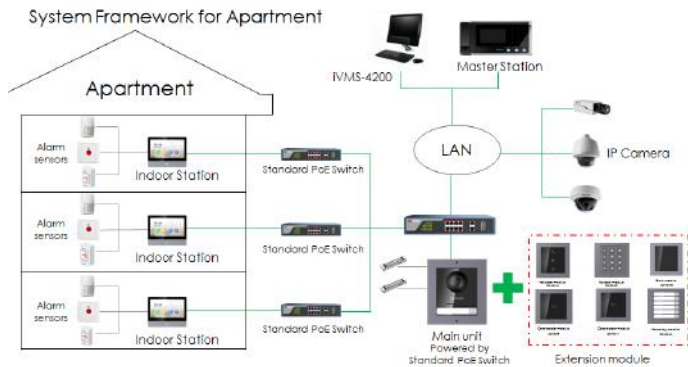 System Framework for Apartment
iVMS-4200
Master Station
Apartment
Alarm
sensors
Indoor Station
Standard PoE Switch
LAN
IP Camera
Alarm
sensors
Indoor Station
Standard PoE Switch
Alarm
sensors
Indoor Station
Standard PoE Switch
Main unit
Powered by
Standard PoE Switch
Extension module